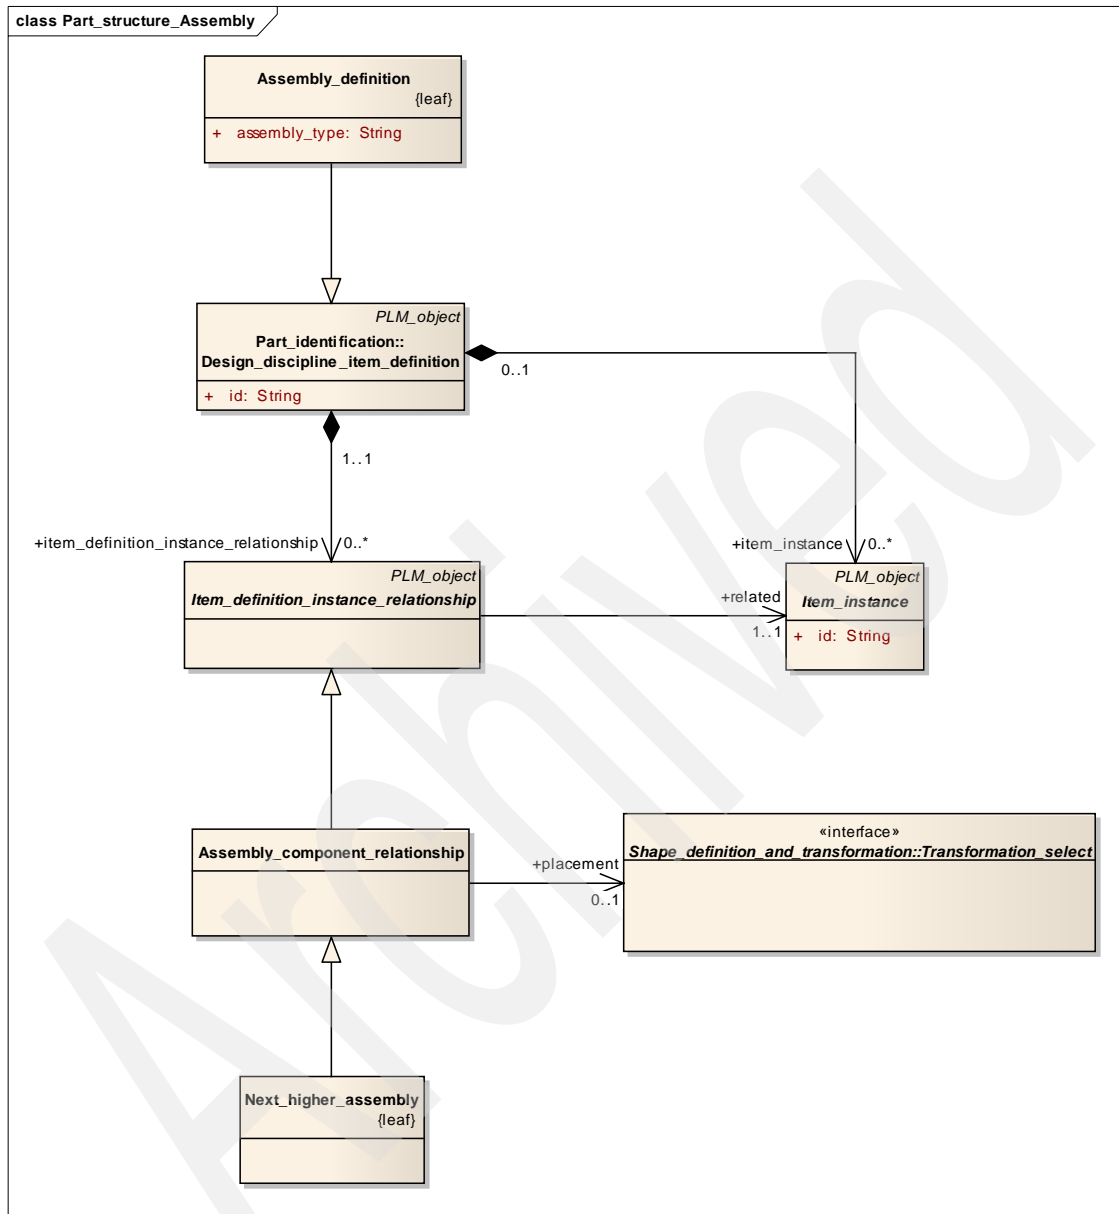 class Part_structure_Assembly
Assembly_definition
{leaf}
+ assembly_type: String
PLM_object
Part_identification::
Design_discipline_item_definition
+ id: String
0..1
1..1
+item_definition_instance_relationship
0..*
+item_instance
0..*
PLM_object
Item_definition_instance_relationship
PLM_object
Item_instance
+ id: String
+related
1..1
Assembly_component_relationship
+placement
0..1
«interface»
Shape_definition_and_transformation::Transformation_select
Next_higher_assembly
{leaf}
Archived